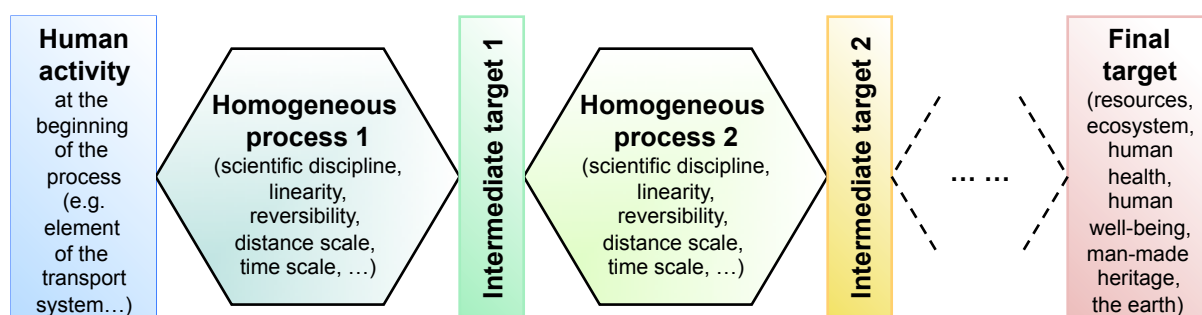 Human
activity
at the
beginning
of the
process
(e.g.
element
of the
transport
system…)
Homogeneous
process 1
(scientific discipline,
linearity,
reversibility,
distance scale,
time scale, …)
Intermediate target 1
Homogeneous
process 2
(scientific discipline,
linearity,
reversibility,
distance scale,
time scale, …)
Intermediate target 2
… …
Final
target
(resources,
ecosystem,
human
health,
human
well-being,
man-made
heritage,
the earth)